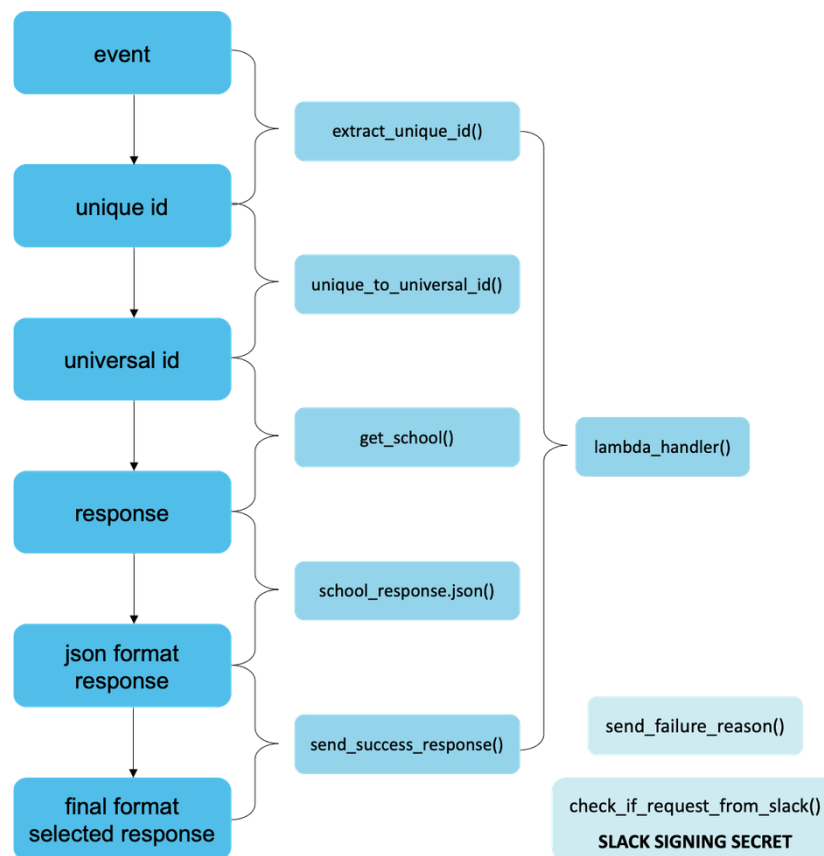 event
extract_unique_id()
unique id
unique_to_universal_id()
universal id
get_school()
lambda_handler()
response
school_response.json()
json format
response
send_failure_reason()
send_success_response()
final format
selected response
check_if_request_from_slack()
SLACK SIGNING SECRET